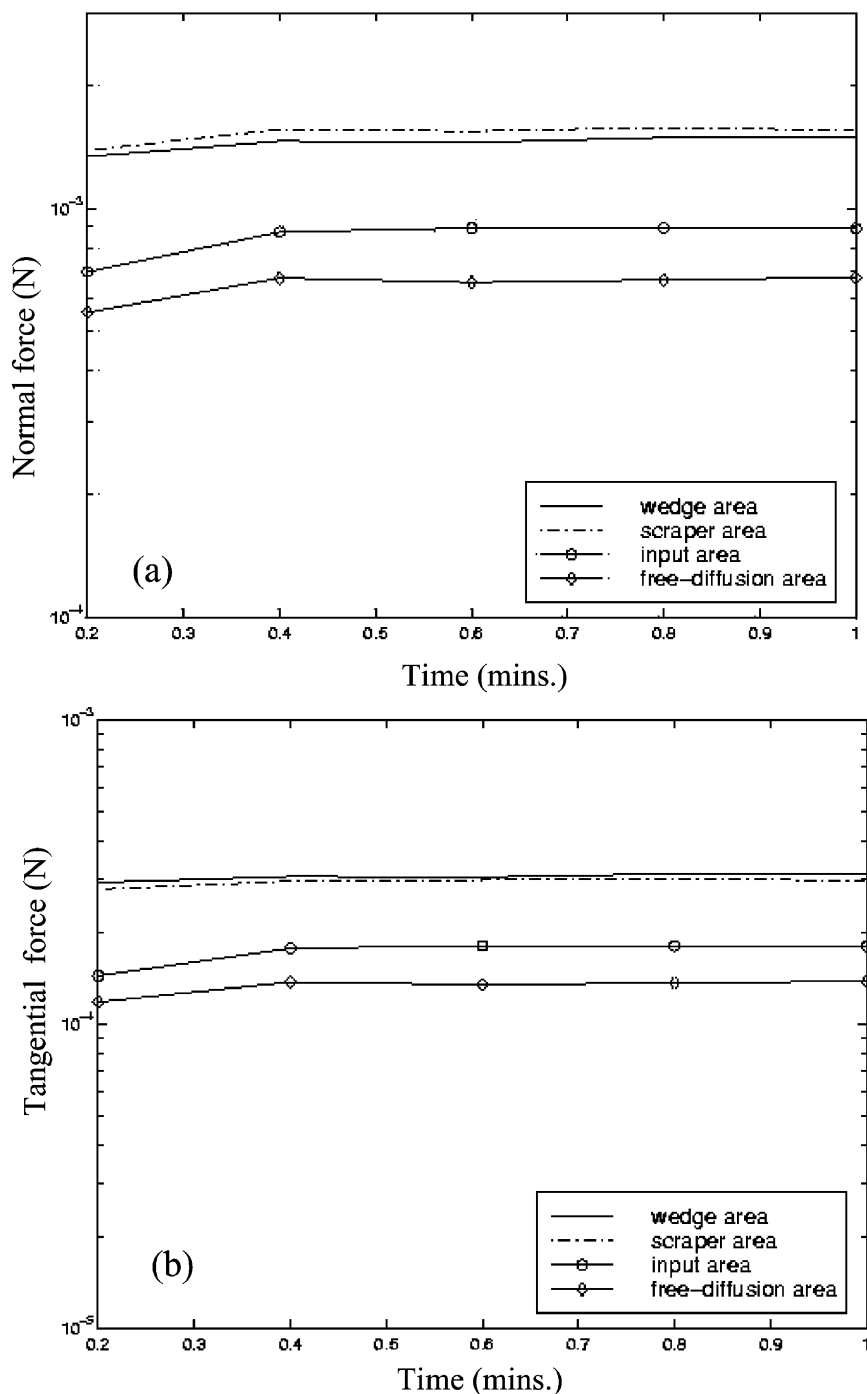 10⁻³
Normal force (N)
wedge area
scraper area
input area
free-diffusion area
(a)
10⁻⁴
0.2 0.3 0.4 0.5 0.6 0.7 0.8 0.9 1
Time (mins.)
10⁻³
Tangential force (N)
10⁻⁴
wedge area
scraper area
input area
free-diffusion area
(b)
10⁻⁵
0.2 0.3 0.4 0.5 0.6 0.7 0.8 0.9 1
Time (mins.)